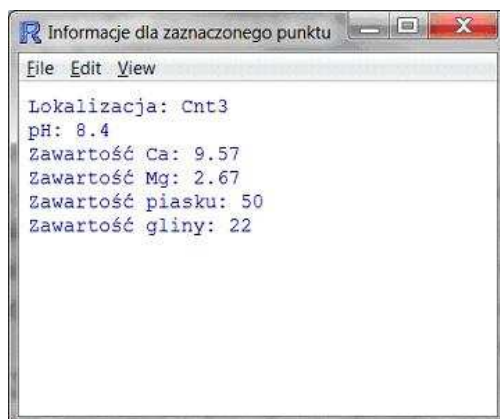 Informacje dla zaznaczonego punktu
File Edit View
Lokalizacja: Cnt3
pH: 8.4
Zawartość Ca: 9.57
Zawartość Mg: 2.67
Zawartość piasku: 50
Zawartość gliny: 22